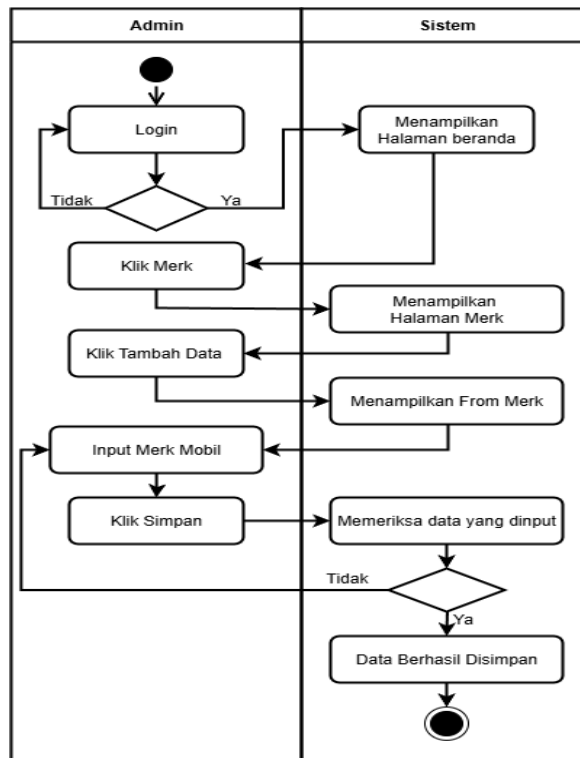 Admin
Sistem
Login
Menampilkan
Halaman beranda
Tidak
Ya
Klik Merk
Menampilkan
Halaman Merk
Klik Tambah Data
Menampilkan From Merk
Input Merk Mobil
Klik Simpan
Memeriksa data yang dinput
Tidak
Ya
Data Berhasil Disimpan